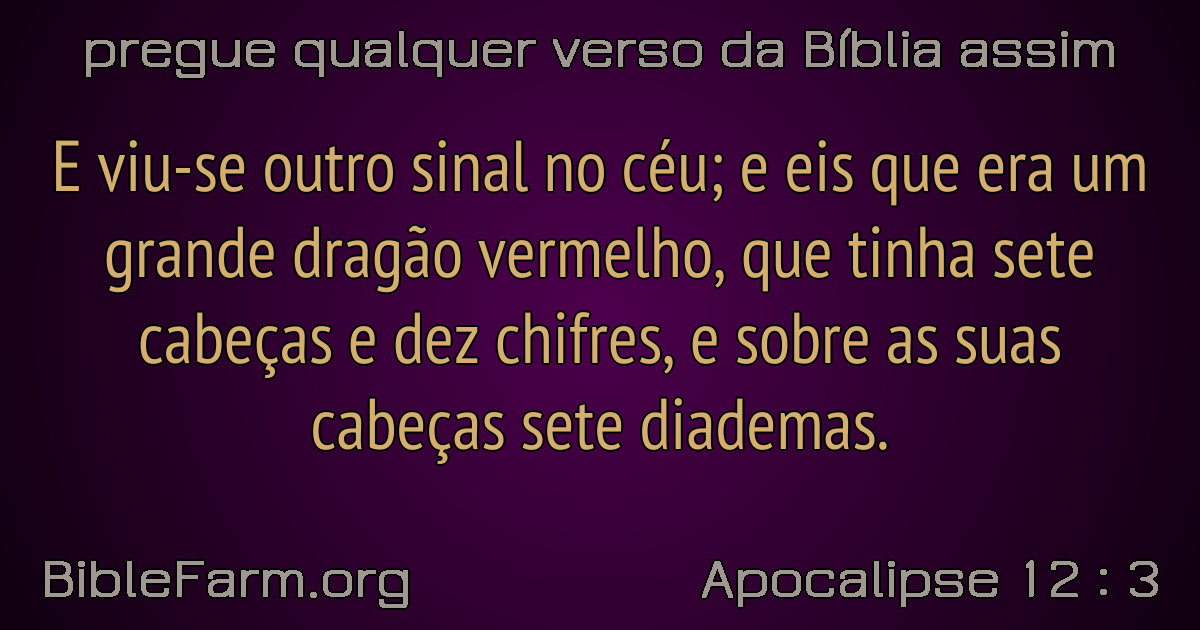 pregue qualquer verso da Bíblia assim
E viu-se outro sinal no céu; e eis que era um
grande dragão vermelho, que tinha sete
cabeças e dez chifres, e sobre as suas
cabeças sete diademas.
BibleFarm.org
Apocalipse 12 : 3